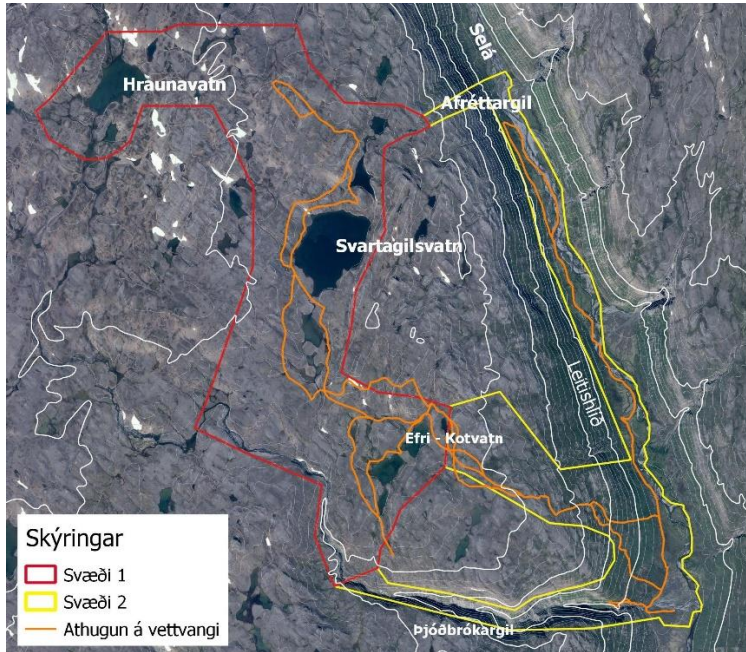 Selá
Hraunavatn
Afréttargil
Svartagilsvatn
Leitishlíð
Efri - Kotvatn
Þjóðbrókargil
Skýringar
Svæði 1
Svæði 2
Athugun á vettvangi